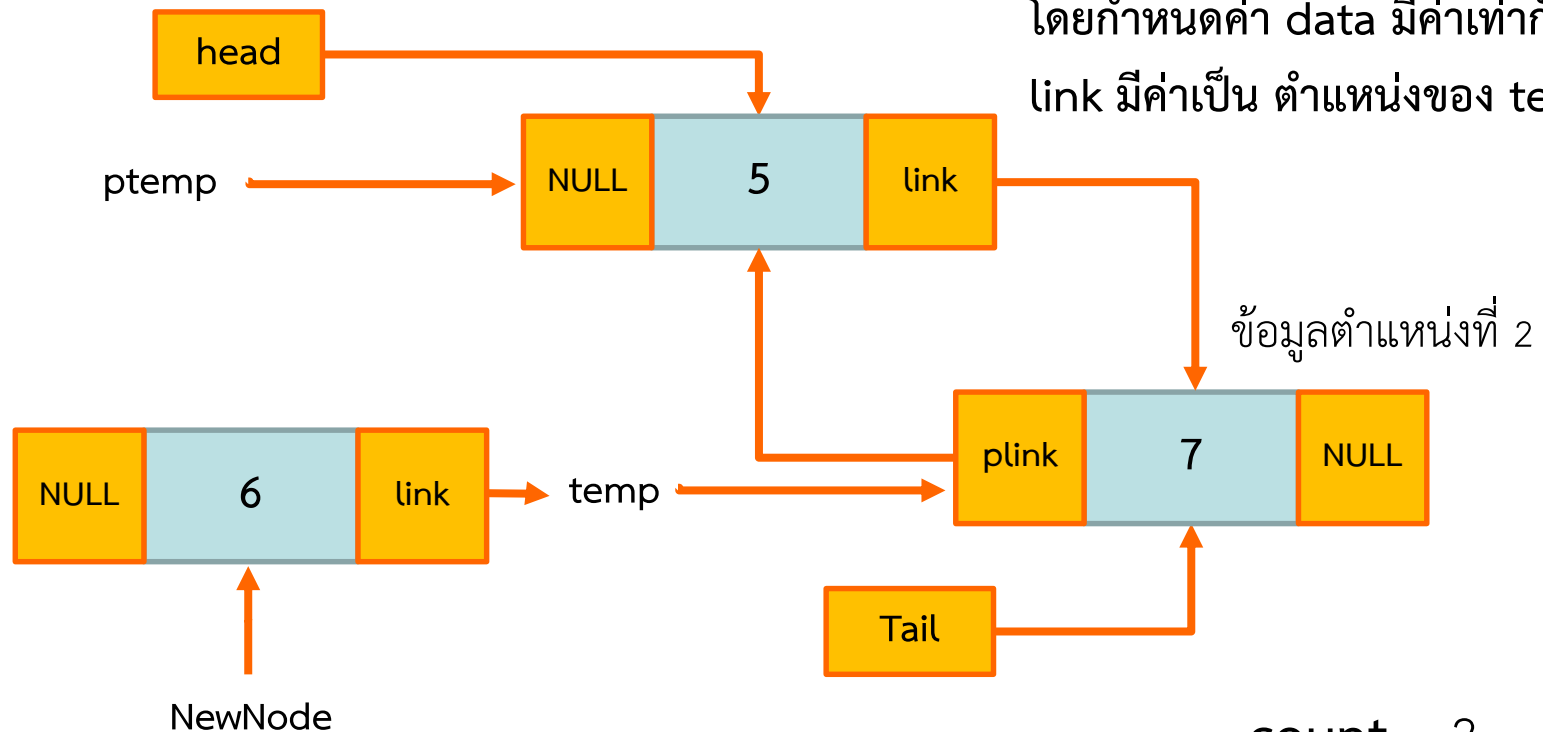 โดยกำหนดค่า data มีค่าเท่า
head
link มีค่าเป็น ตำแหน่งของ
ptemp
NULL 5 link
ข้อมูลตำแหน่งที่ 2
plink 7 NULL
NULL 6 link
temp
Tail
NewNode
count 2